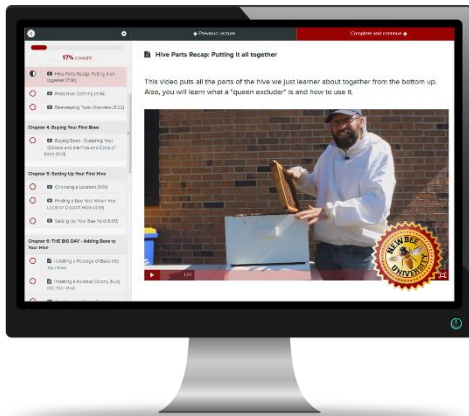 Previous Lecture
Complete and continue
17% COMPLETE
Hive Parts Recap: Putting it all
together (7:36)
Protective Clothing
Beekeeping Tools Overview
Chapter 4: Buying Your First Bees
Buying Bees - Exploring Your
Options and the Pros and Cons of
Each
Chapter 5: Setting Up Your First Hive
Choosing a Location
Finding a Bee Yard When Your
Location Doesn't Work
Setting Up Your Bee Yard
Chapter 6: THE BIG DAY - Adding Bees to
Your Hive
Installing a Package of Bees Into
Your Hive
Installing a Nucleus Colony (Nuc)
Into Your Hive
Hive Parts Recap: Putting it all together
This video puts all the parts of the hive we just learner about together from the bottom up.
Also, you will learn what a "queen excluder" is and how to use it.
NEW BEE
UNIVERSITY